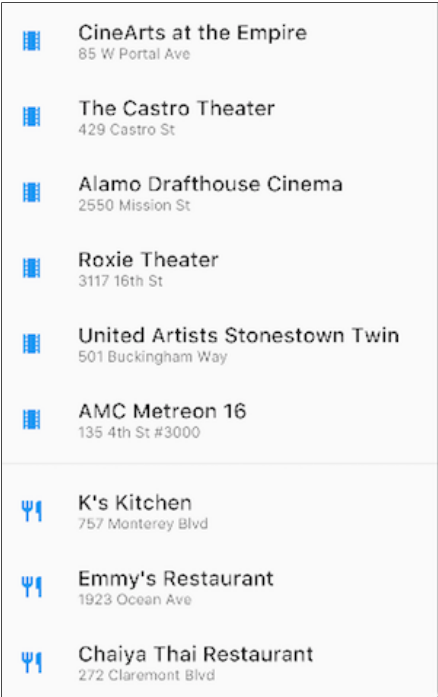 CineArts at the Empire
85 W Portal Ave
The Castro Theater
429 Castro St
Alamo Drafthouse Cinema
2550 Mission St
Roxie Theater
3117 16th St
United Artists Stonestown Twin
501 Buckingham Way
AMC Metreon 16
135 4th St #3000
K's Kitchen
757 Monterey Blvd
Emmy's Restaurant
1923 Ocean Ave
Chaiya Thai Restaurant
272 Claremont Blvd